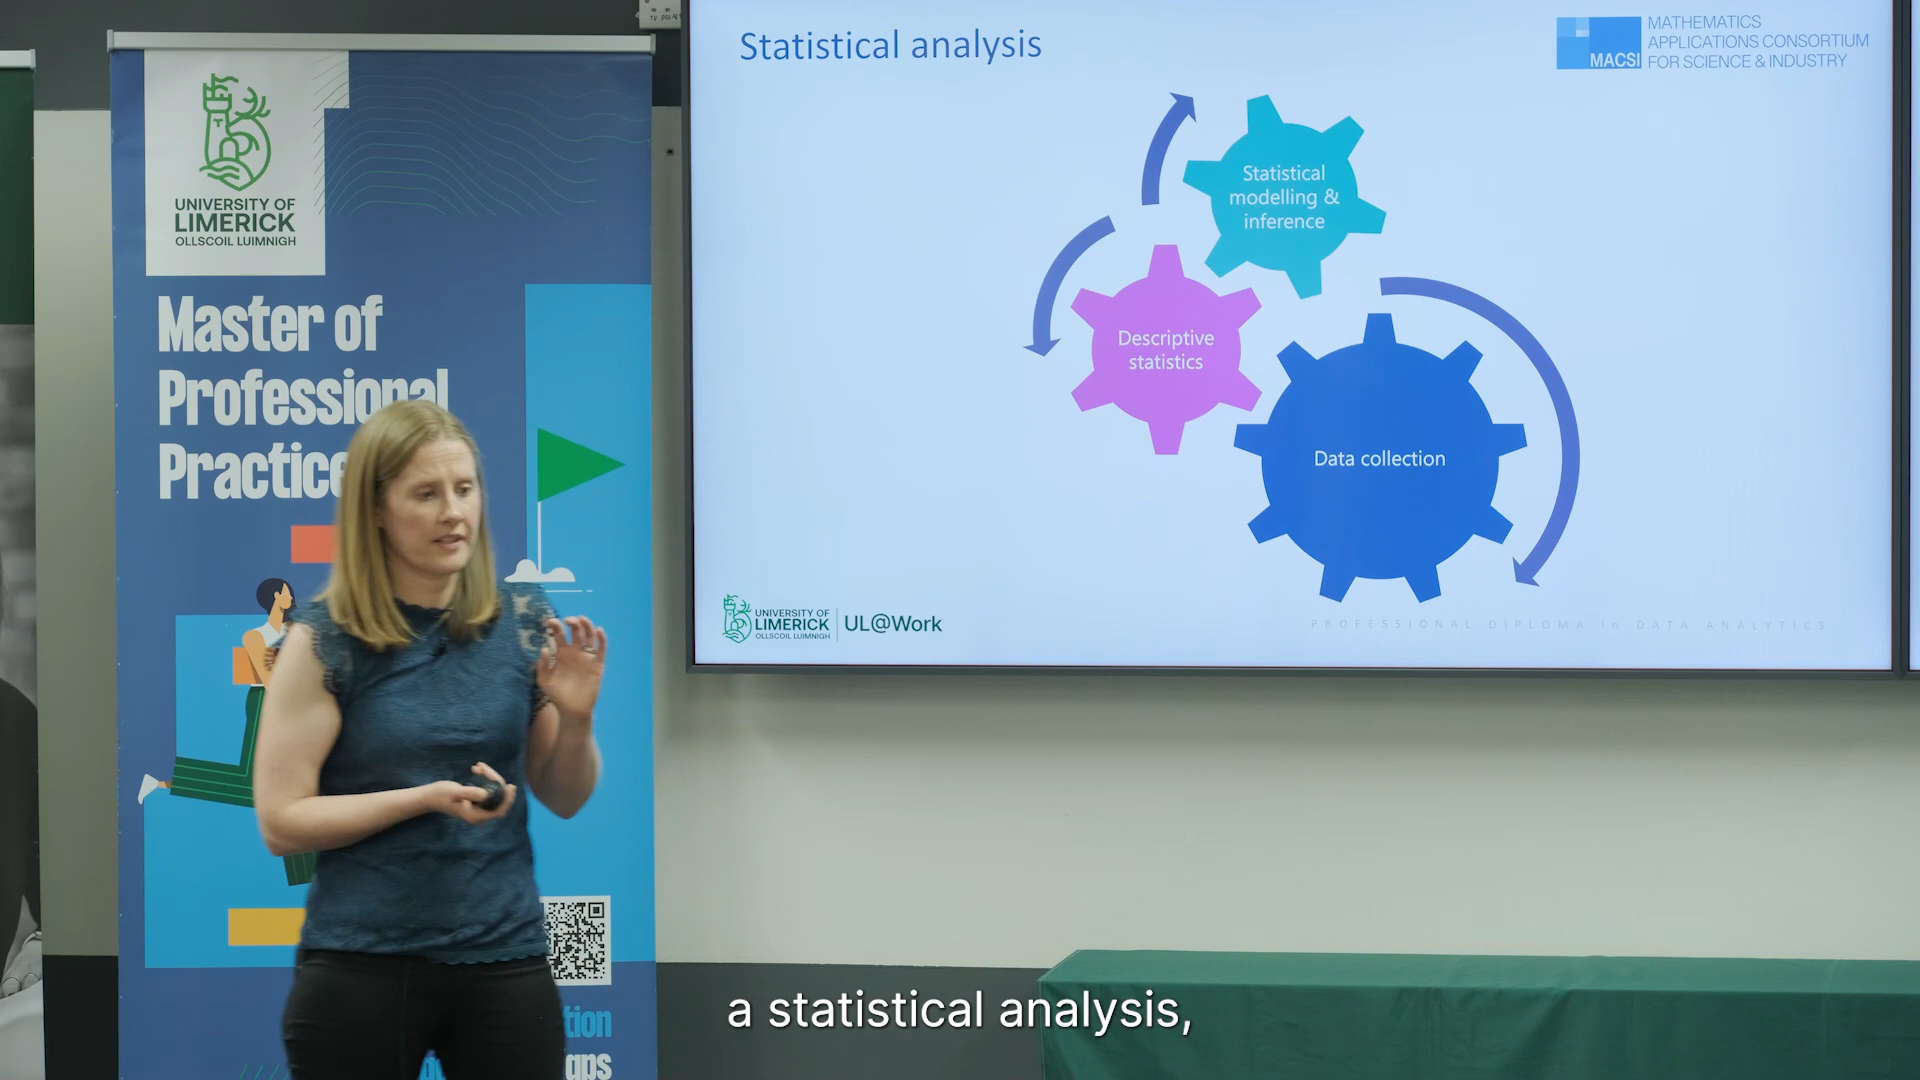 TV POINT
UNIVERSITY OF
LIMERICK
OLLSCOIL LUIMNIGH
Master of
Professional
Practice
Statistical analysis
MACSI
MATHEMATICS
APPLICATIONS CONSORTIUM
FOR SCIENCE & INDUSTRY
Statistical
modelling &
inference
Descriptive
statistics
Data collection
UNIVERSITY OF
LIMERICK
OLLSCOIL LUIMNIGH
UL@Work
PROFESSIONAL DIPLOMA in DATA ANALYTICS
a statistical analysis,